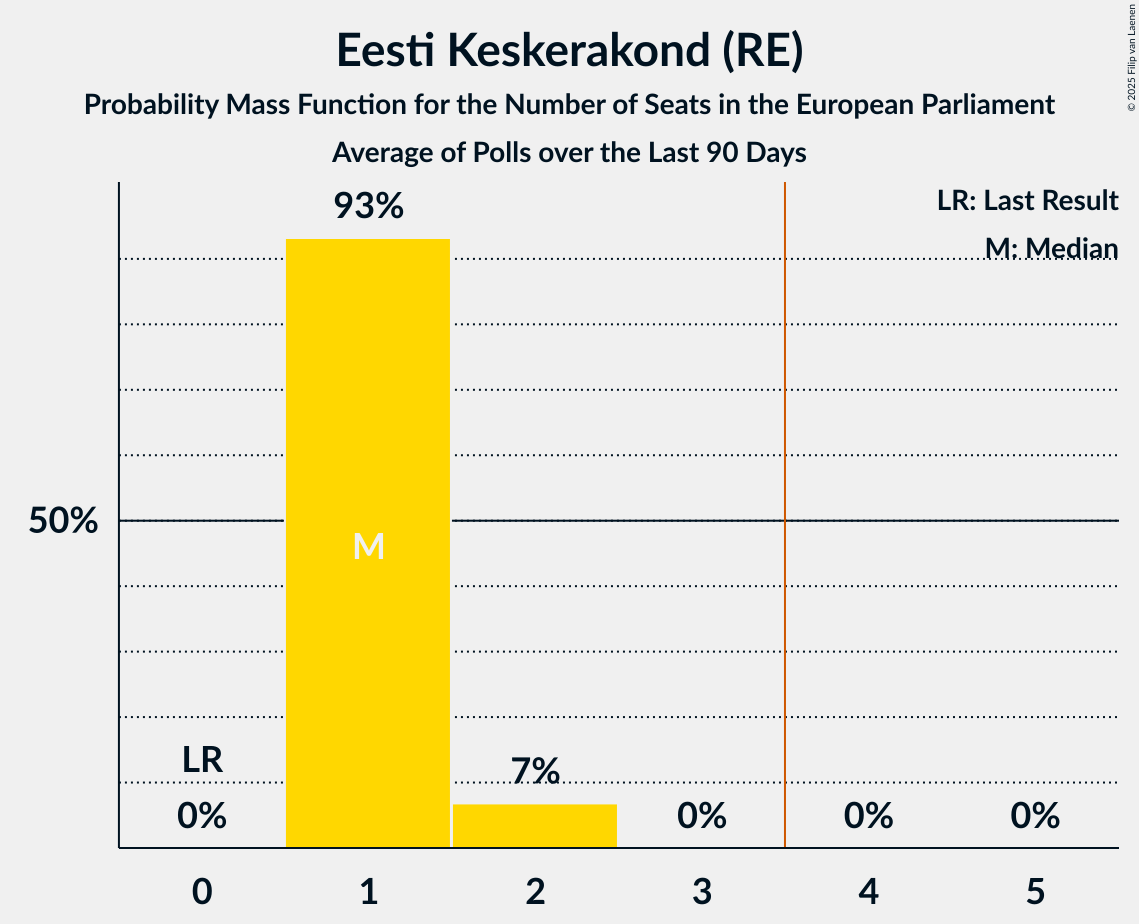 Eesti Keskerakond (RE)
Probability Mass Function for the Number of Seats in the European Parliament
Average of Polls over the Last 90 Days
© 2025 Filip van Laenen
LR: Last Result
M: Median
93%
50%
M
LR
7%
0%
0%
0%
0%
0 1 2 3 4 5